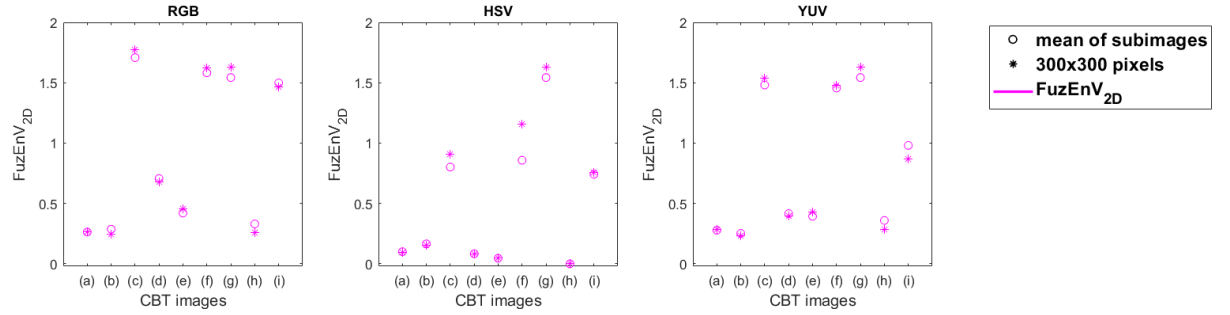 RGB
2
1.5
1
0.5
0
FuzEnV2D
(a) (b) (c) (d) (e) (f) (g) (h) (i)
CBT images
HSV
2
1.5
1
0.5
0
FuzEnV2D
(a) (b) (c) (d) (e) (f) (g) (h) (i)
CBT images
YUV
2
1.5
1
0.5
0
FuzEnV2D
(a) (b) (c) (d) (e) (f) (g) (h) (i)
CBT images
mean of subimages
300x300 pixels
FuzEnV2D